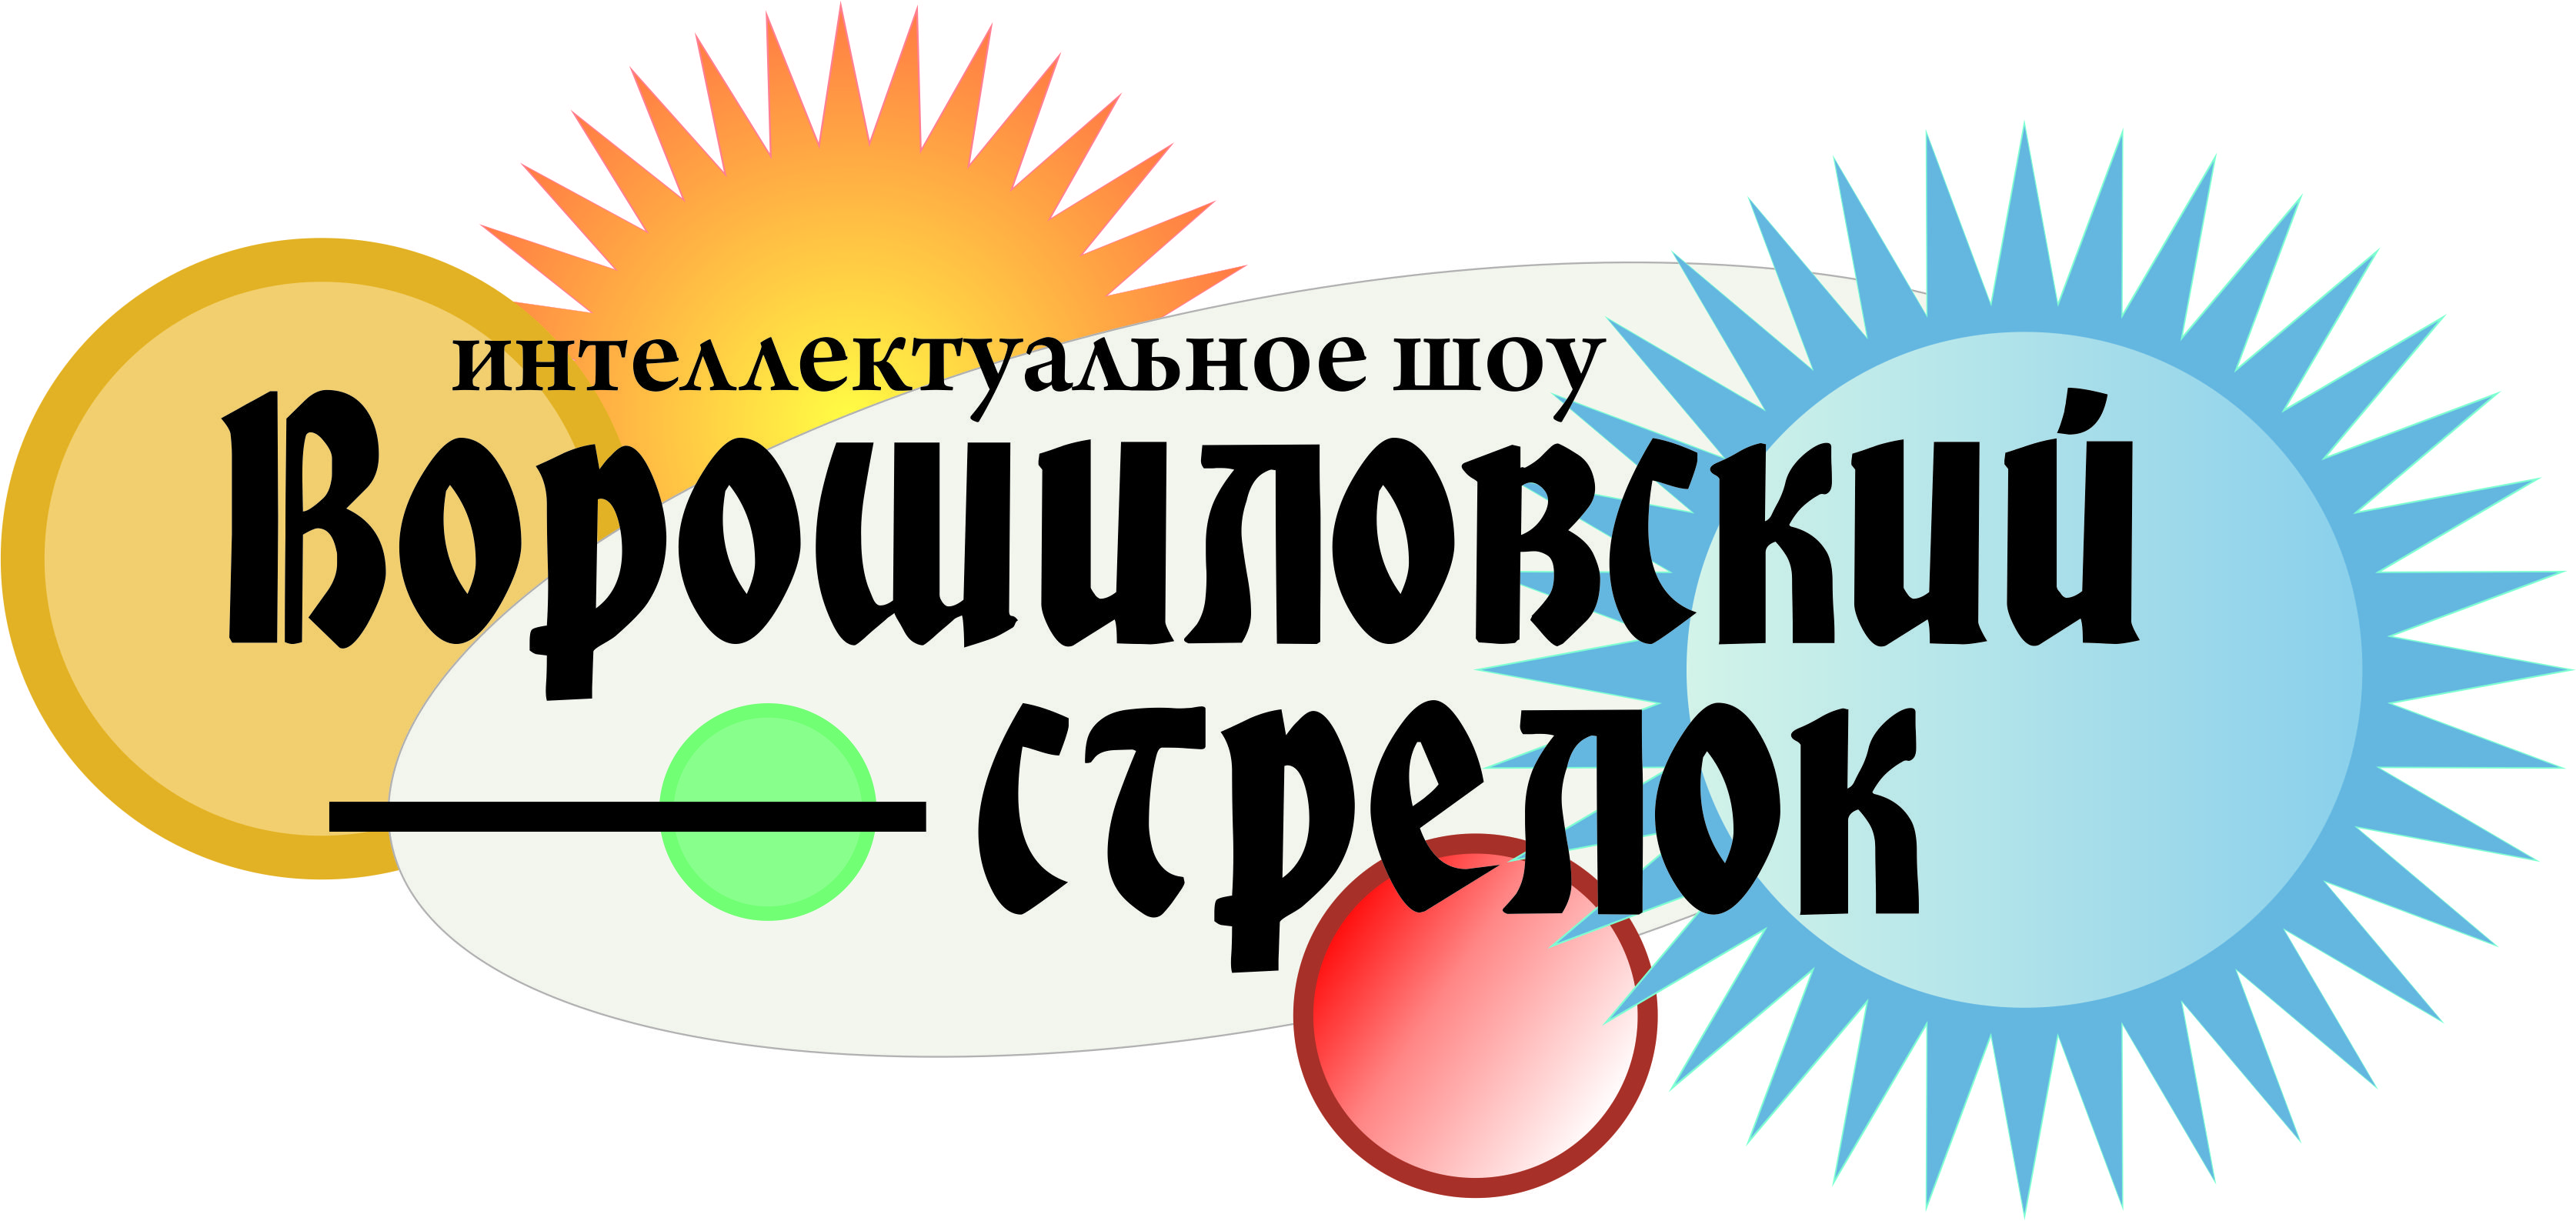 интеллектуальное шоу
Ворошиловский
стрелок